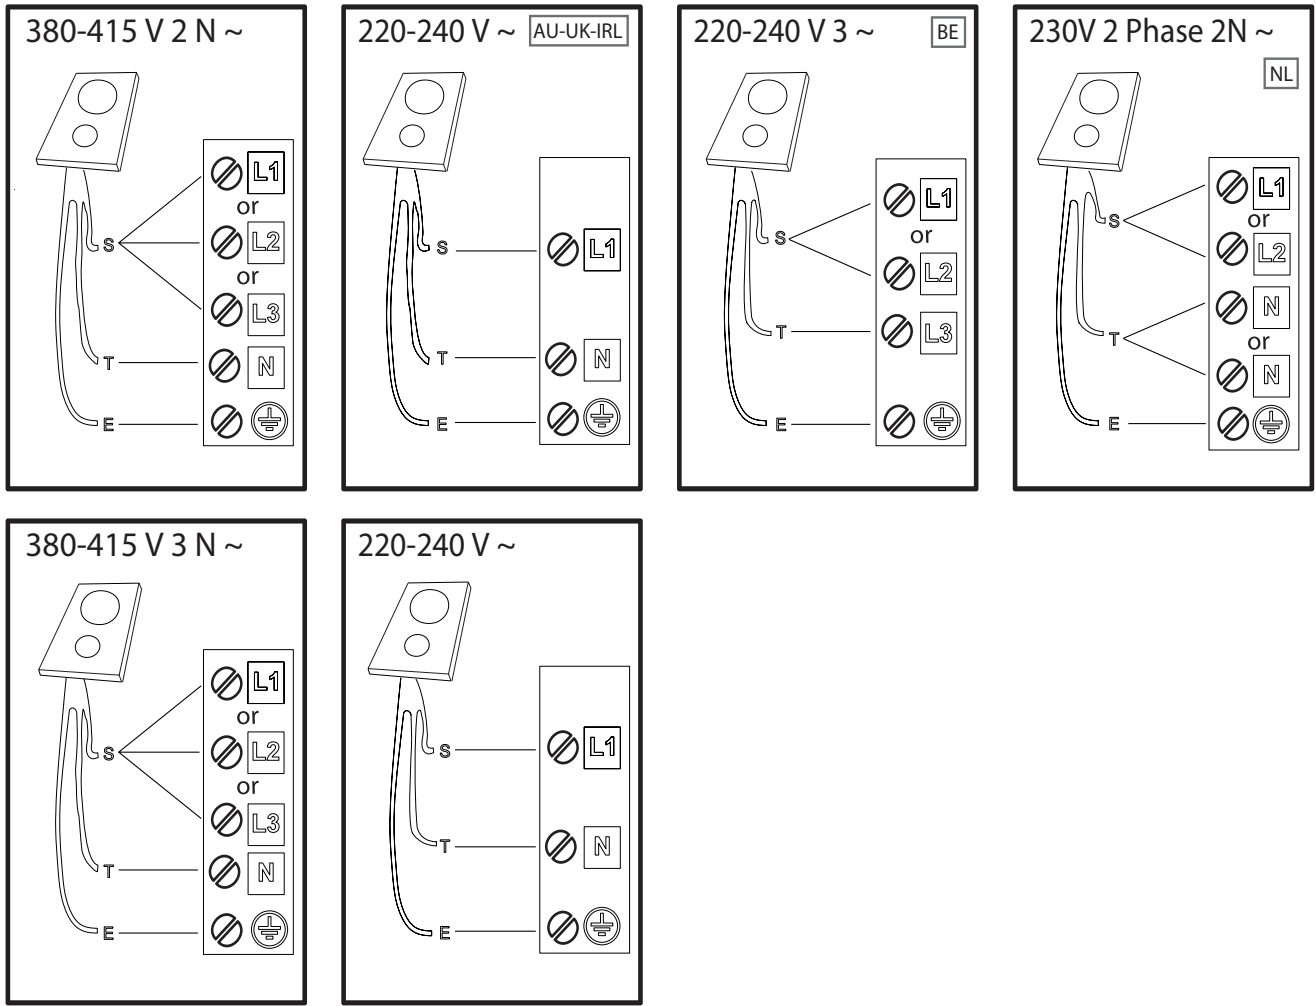 380-415 V 2 N ~
L1
or
S
L2
or
L3
T
N
E
220-240 V ~
AU-UK-IRL
S
L1
T
N
E
220-240 V 3 ~
BE
L1
or
S
L2
T
L3
E
230V 2 Phase 2N ~
NL
L1
S
or
L2
N
T
or
N
E
380-415 V 3 N ~
L1
or
S
L2
or
L3
T
N
E
220-240 V ~
S
L1
T
N
E